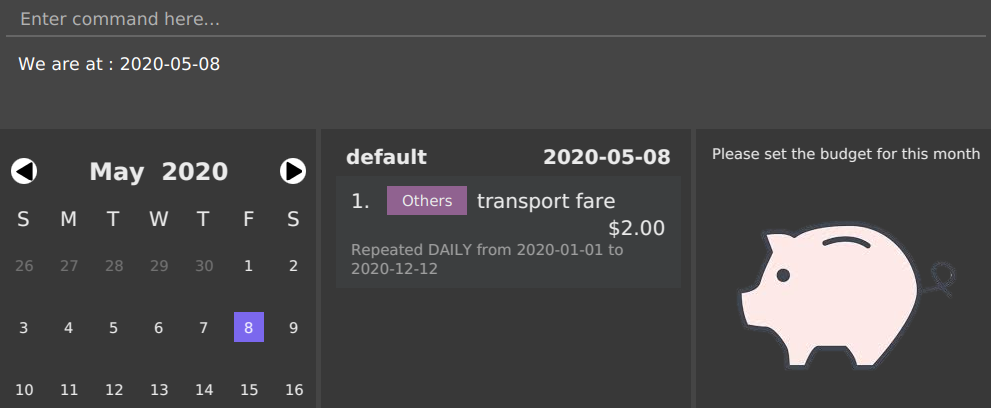 Enter command here...
We are at : 2020-05-08
May 2020
S M T W T F S
26 27 28 29 30 1 2
3 4 5 6 7 8 9
10 11 12 13 14 15 16
default 2020-05-08
1. Others transport fare
$2.00
Repeated DAILY from 2020-01-01 to
2020-12-12
Please set the budget for this month